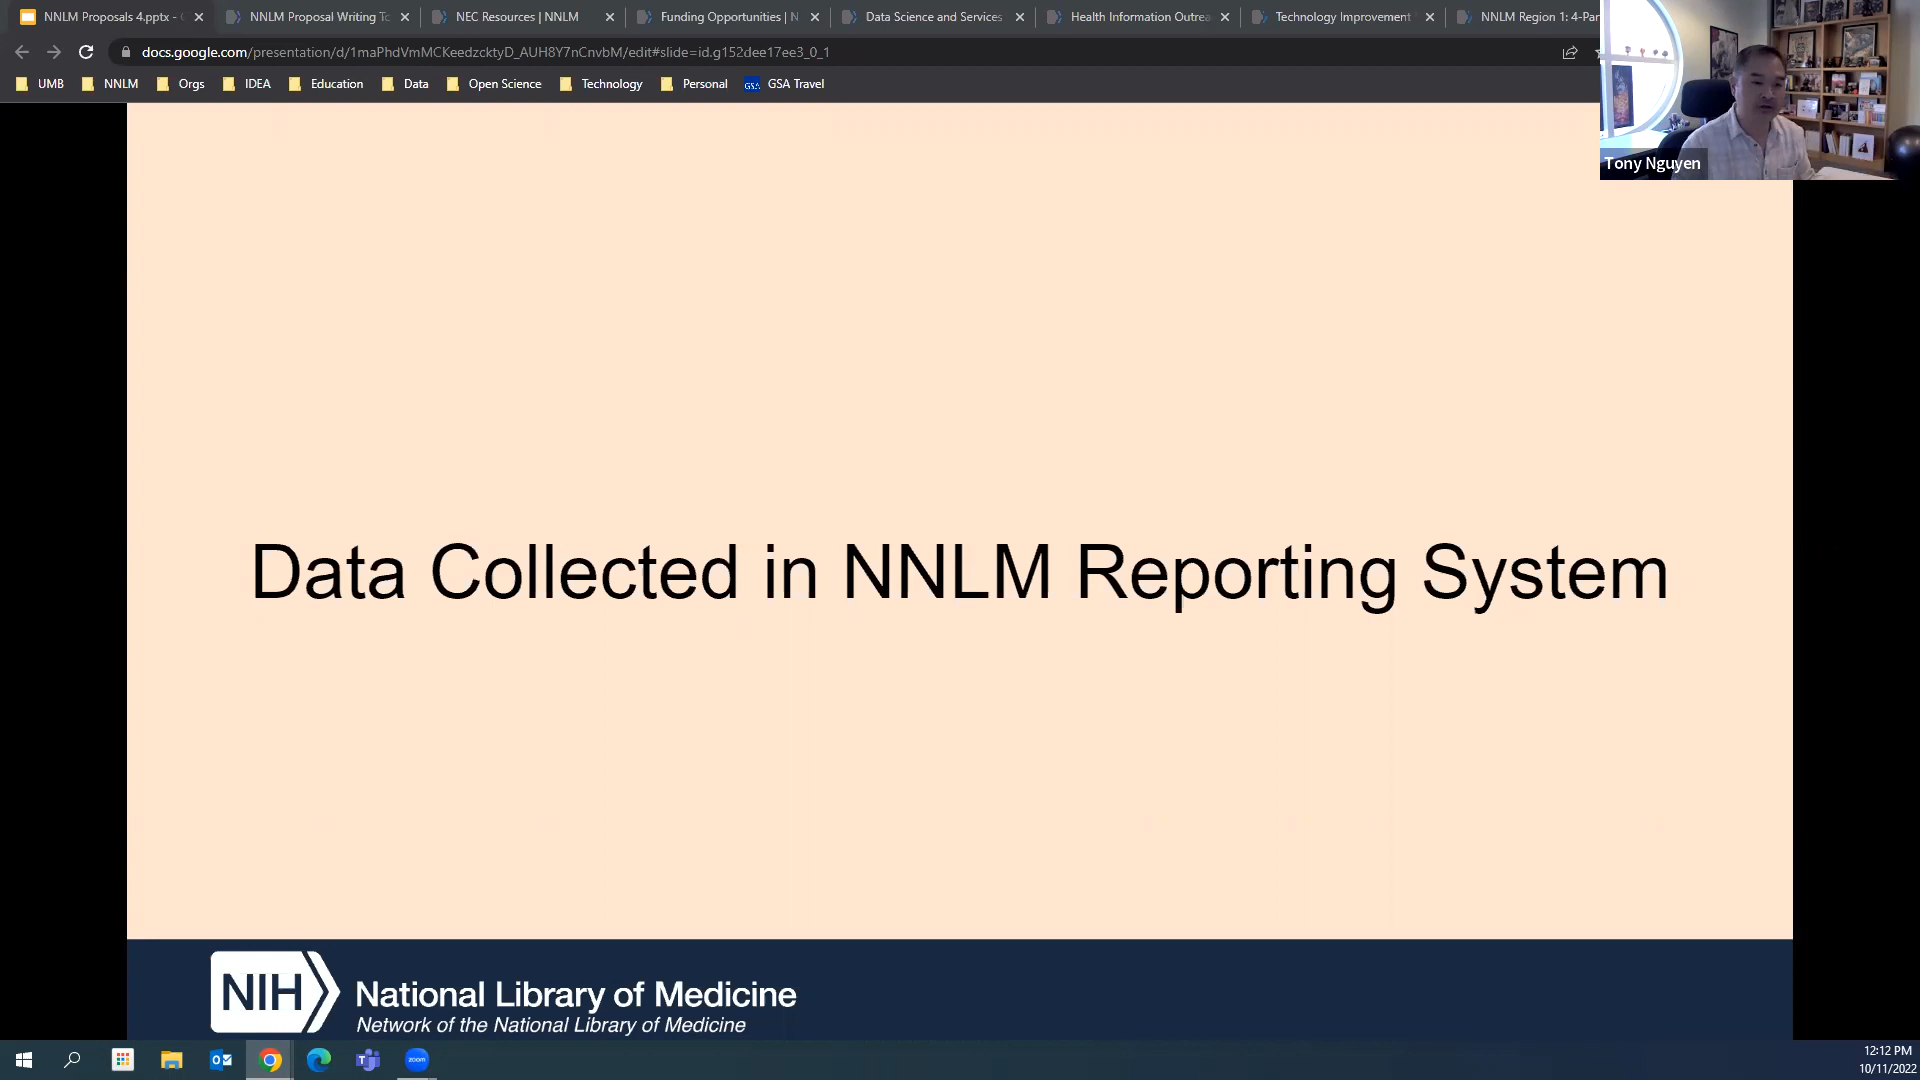 NNLM Proposals 4.pptx -
NNLM Proposal Writing To
NEC Resources | NNLM
Funding Opportunities | N
Data Science and Services
Health Information Outrea
Technology Improvement
NNLM Region 1: 4-Par
docs.google.com/presentation/d/1maPhdVmMCKeedzcktyD_AUH8Y7nCnvbM/edit#slide=id.g152dee17ee3_0_1
UMB
NNLM
Orgs
IDEA
Education
Data
Open Science
Technology
Personal
GSA GSA Travel
Tony Nguyen
Data Collected in NNLM Reporting System
NIH National Library of Medicine
Network of the National Library of Medicine
zoom
12:12 PM
10/11/2022